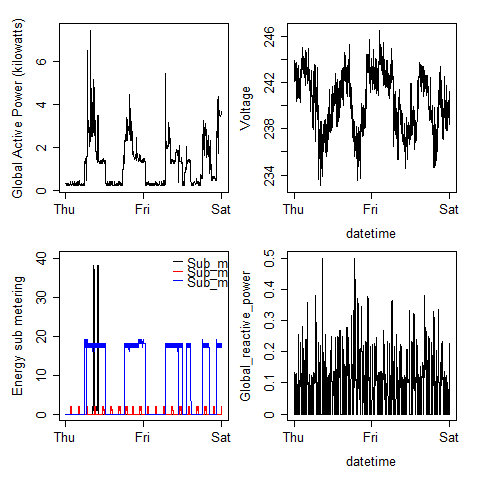 Global Active Power (kilowatts)
0 2 4 6
Thu Fri Sat
Voltage
234 238 242 246
Thu Fri Sat
datetime
Energy sub metering
0 10 20 30 40
Sub_m
Sub_m
Sub_m
Thu Fri Sat
Global_reactive_power
0.0 0.1 0.2 0.3 0.4 0.5
Thu Fri Sat
datetime